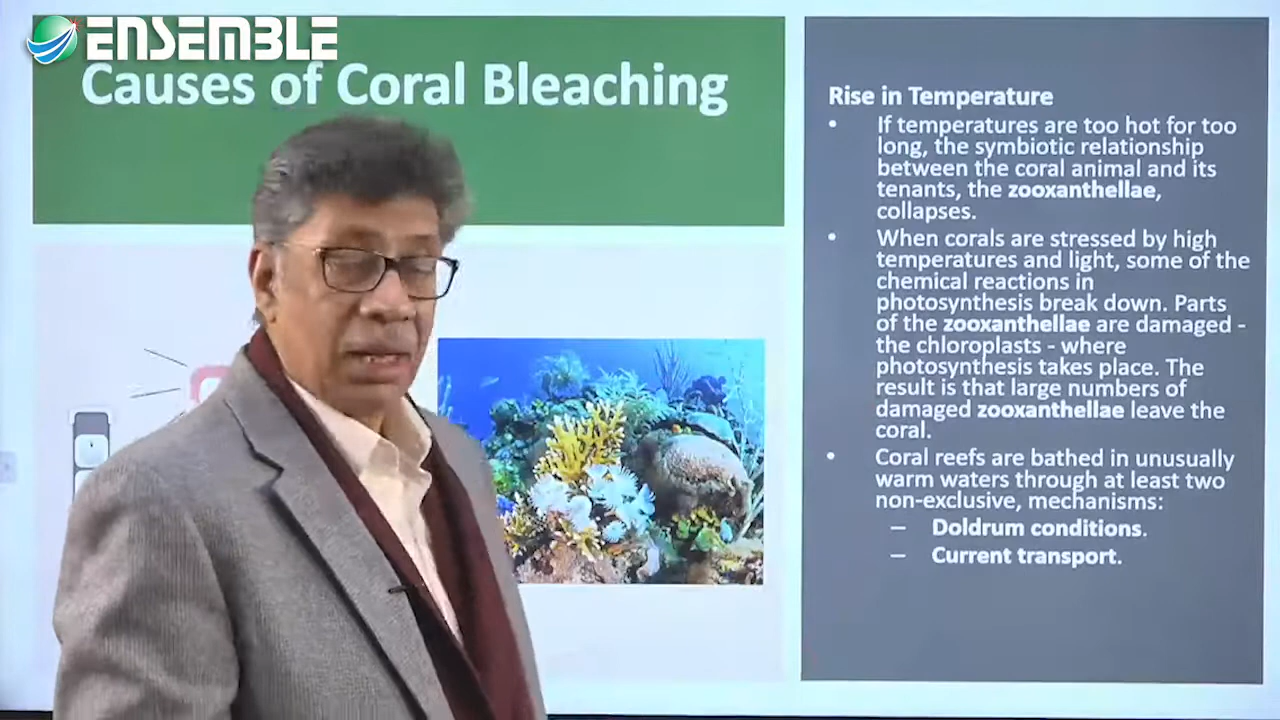 ENSEMBLE
Causes of Coral Bleaching
Rise in Temperature
• If temperatures are too hot for too
long, the symbiotic relationship
between the coral animal and its
tenants, the zooxanthellae,
collapses.
• When corals are stressed by high
temperatures and light, some of the
chemical reactions in
photosynthesis break down. Parts
of the zooxanthellae are damaged -
the chloroplasts - where
photosynthesis takes place. The
result is that large numbers of
damaged zooxanthellae leave the
coral.
• Coral reefs are bathed in unusually
warm waters through at least two
non-exclusive, mechanisms:
– Doldrum conditions.
– Current transport.